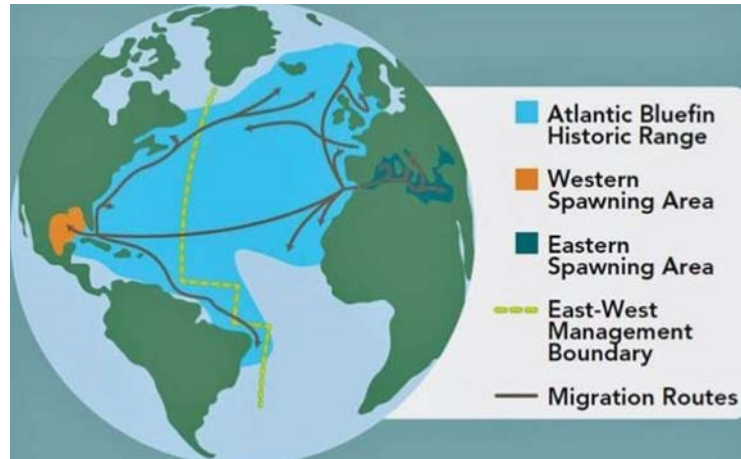 Atlantic Bluefin
Historic Range
Western
Spawning Area
Eastern
Spawning Area
East-West
Management
Boundary
Migration Routes